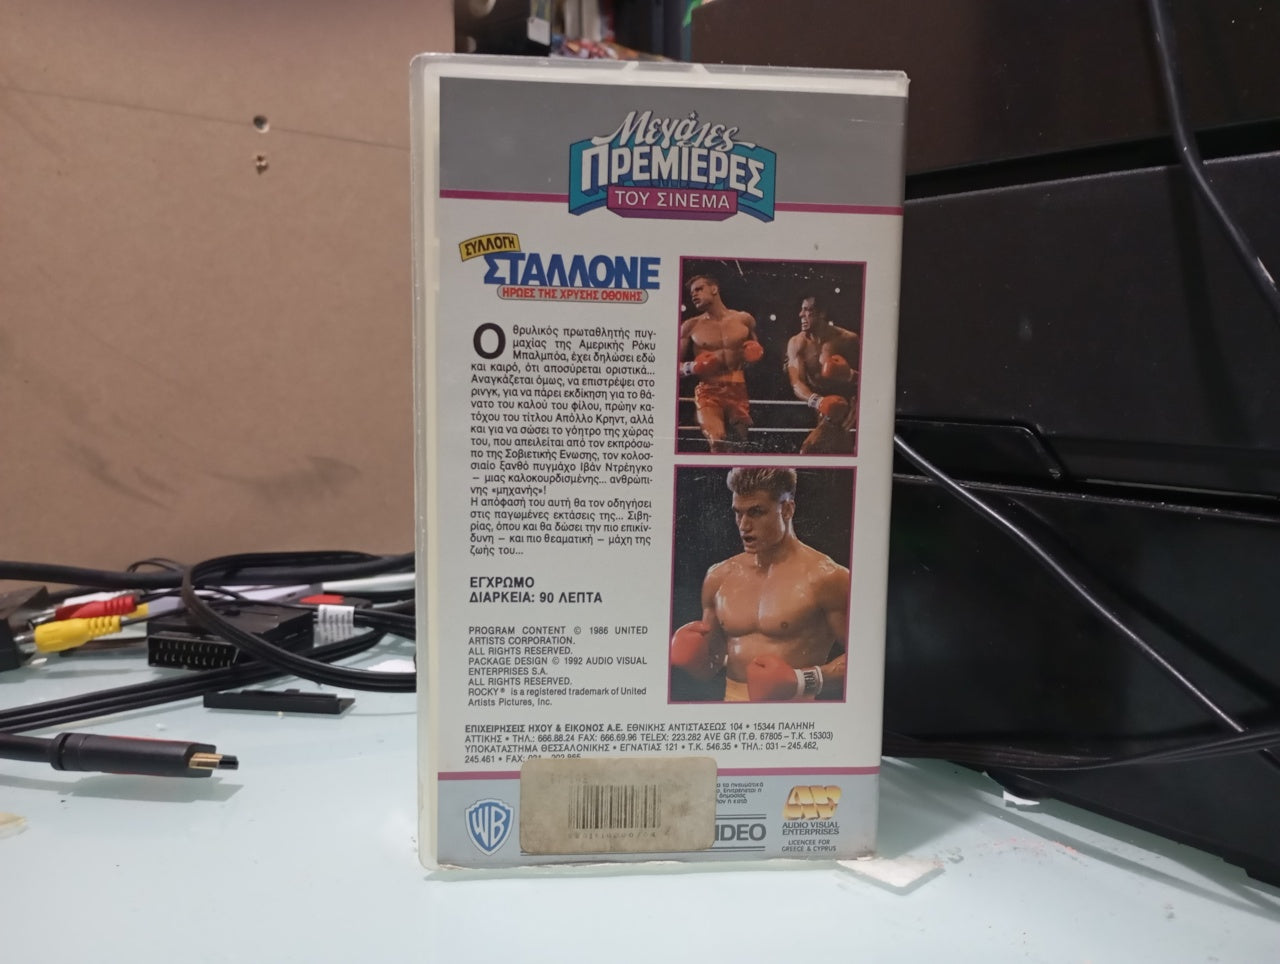 Μεγάλες
ΠΡΕΜΙΕΡΕΣ
ΤΟΥ ΣΙΝΕΜΑ
ΣΥΛΛΟΓΗ
ΣΤΑΛΛΟΝΕ
ΗΡΩΕΣ ΤΗΣ ΧΡΥΣΗΣ ΟΘΟΝΗΣ
Ο θρυλικός πρωταθλητής πυγ-
μαχίας της Αμερικής Ρόκυ
Μπαλμπόα, έχει δηλώσει εδώ
και καιρό, ότι αποσύρεται οριστικά...
Αναγκάζεται όμως, να επιστρέψει στο
ρινγκ, για να πάρει εκδίκηση για το θά-
νατο του καλού του φίλου, πρώην κα-
τόχου του τίτλου Απόλλο Κρηντ, αλλά
και για να σώσει το γόητρο της χώρας
του, που απειλείται από τον εκπρόσω-
πο της Σοβιετικής Ενωσης, τον κολοσ-
σιαίο ξανθό πυγμάχο Ιβάν Ντρέηγκο
– μιας καλοκουρδισμένης... ανθρώπι-
νης «μηχανής»!
Η απόφασή του αυτή θα τον οδηγήσει
στις παγωμένες εκτάσεις της... Σιβη-
ρίας, όπου και θα δώσει την πιο επικίν-
δυνη – και πιο θεαματική – μάχη της
ζωής του...
ΕΓΧΡΩΜΟ
ΔΙΑΡΚΕΙΑ: 90 ΛΕΠΤΑ
PROGRAM CONTENT © 1986 UNITED
ARTISTS CORPORATION.
ALL RIGHTS RESERVED.
PACKAGE DESIGN © 1992 AUDIO VISUAL
ENTERPRISES S.A.
ALL RIGHTS RESERVED.
ROCKY® is a registered trademark of United
Artists Pictures, Inc.
ΕΠΙΧΕΙΡΗΣΕΙΣ ΗΧΟΥ & ΕΙΚΟΝΟΣ Α.Ε. ΕΘΝΙΚΗΣ ΑΝΤΙΣΤΑΣΕΩΣ 104 • 15344 ΠΑΛΗΝΗ
ΑΤΤΙΚΗΣ • ΤΗΛ.: 666.88.24 FAX: 666.69.96 TELEX: 223.282 AVE GR (Τ.Θ. 67805 – Τ.Κ. 15303)
ΥΠΟΚΑΤΑΣΤΗΜΑ ΘΕΣΣΑΛΟΝΙΚΗΣ • ΕΓΝΑΤΙΑΣ 121 • Τ.Κ. 546.35 • ΤΗΛ.: 031 – 245.462,
245.461 • FAX:
WB
IDEO
AUDIO VISUAL
ENTERPRISES
LICENCEE FOR
GREECE & CYPRUS